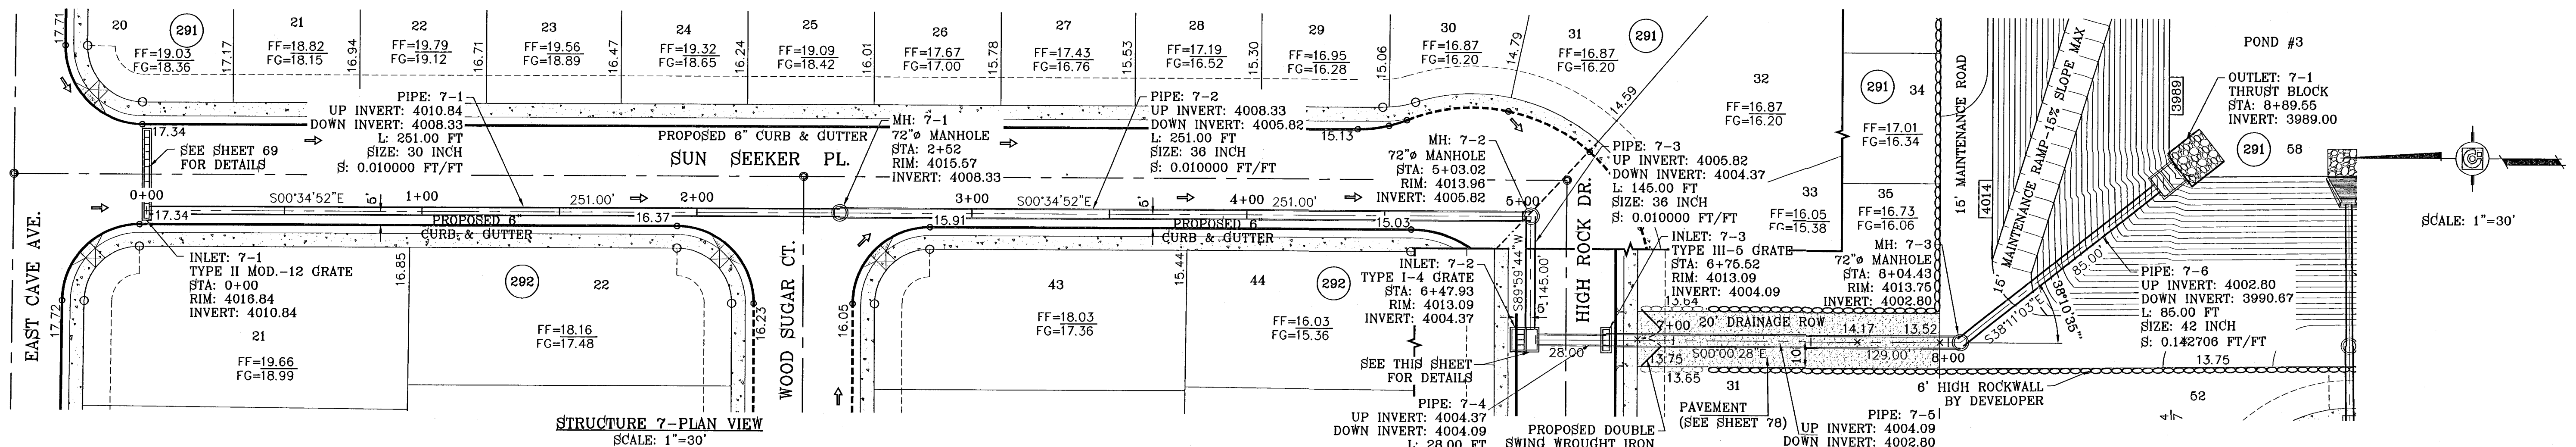 20
291
FF=19.03
FG=18.36
17.71
17.17
21
FF=18.82
FG=18.15
16.94
22
FF=19.79
FG=19.12
16.71
23
FF=19.56
FG=18.89
16.47
24
FF=19.32
FG=18.65
16.24
25
FF=19.09
FG=18.42
16.01
26
FF=17.67
FG=17.00
15.78
27
FF=17.43
FG=16.76
15.53
28
FF=17.19
FG=16.52
15.30
29
FF=16.95
FG=16.28
15.06
30
FF=16.87
FG=16.20
14.79
31
FF=16.87
FG=16.20
291
14.59
32
FF=16.87
FG=16.20
291
34
FF=17.01
FG=16.34
33
FF=16.05
FG=15.38
35
FF=16.73
FG=16.06
15' MAINTENANCE ROAD
4014
MAINTENANCE RAMP-15% SLOPE MAX
15'
3989
POND #3
OUTLET: 7-1
THRUST BLOCK
STA: 8+89.55
INVERT: 3989.00
291
58
SCALE: 1"=30'
PIPE: 7-1
UP INVERT: 4010.84
DOWN INVERT: 4008.33
L: 251.00 FT
SIZE: 30 INCH
S: 0.010000 FT/FT
17.34
SEE SHEET 69
FOR DETAILS
PROPOSED 6" CURB & GUTTER
SUN SEEKER PL.
MH: 7-1
72"ø MANHOLE
STA: 2+52
RIM: 4015.57
INVERT: 4008.33
PIPE: 7-2
UP INVERT: 4008.33
DOWN INVERT: 4005.82
L: 251.00 FT
SIZE: 36 INCH
S: 0.010000 FT/FT
15.13
MH: 7-2
72"ø MANHOLE
STA: 5+03.02
RIM: 4013.96
INVERT: 4005.82
PIPE: 7-3
UP INVERT: 4005.82
DOWN INVERT: 4004.37
L: 145.00 FT
SIZE: 36 INCH
S: 0.010000 FT/FT
0+00
S00°34'52"E
5'
1+00
251.00'
2+00
3+00
S00°34'52"E
5'
4+00
251.00'
5+00
17.34
PROPOSED 6"
CURB & GUTTER
16.37
15.91
PROPOSED 6"
CURB & GUTTER
15.03
EAST CAVE AVE.
17.72
INLET: 7-1
TYPE II MOD.-12 GRATE
STA: 0+00
RIM: 4016.84
INVERT: 4010.84
21
FF=19.66
FG=18.99
16.85
292
22
FF=18.16
FG=17.48
16.23
WOOD SUGAR CT.
16.05
43
FF=18.03
FG=17.36
15.44
44
292
FF=16.03
FG=15.36
INLET: 7-2
TYPE I-4 GRATE
STA: 6+47.93
RIM: 4013.09
INVERT: 4004.37
S89°59'44"W
145.00'
5'
HIGH ROCK DR.
INLET: 7-3
TYPE III-5 GRATE
STA: 6+75.52
RIM: 4013.09
INVERT: 4004.09
MH: 7-3
72"ø MANHOLE
STA: 8+04.43
RIM: 4013.75
INVERT: 4002.80
13.64
20' DRAINAGE ROW
7+00
14.17
13.52
28.00'
13.75
S00°00'28"E
10'
129.00'
8+00
13.65
S38°11'03"E
85.00'
38°10'35"
PIPE: 7-6
UP INVERT: 4002.80
DOWN INVERT: 3990.67
L: 85.00 FT
SIZE: 42 INCH
S: 0.142706 FT/FT
13.75
SEE THIS SHEET
FOR DETAILS
31
PAVEMENT
(SEE SHEET 78)
6' HIGH ROCKWALL
BY DEVELOPER
52
PIPE: 7-4
UP INVERT: 4004.37
DOWN INVERT: 4004.09
L: 28.00 FT
PROPOSED DOUBLE
SWING WROUGHT IRON
PIPE: 7-5
UP INVERT: 4004.09
DOWN INVERT: 4002.80
STRUCTURE 7-PLAN VIEW
SCALE: 1"=30'